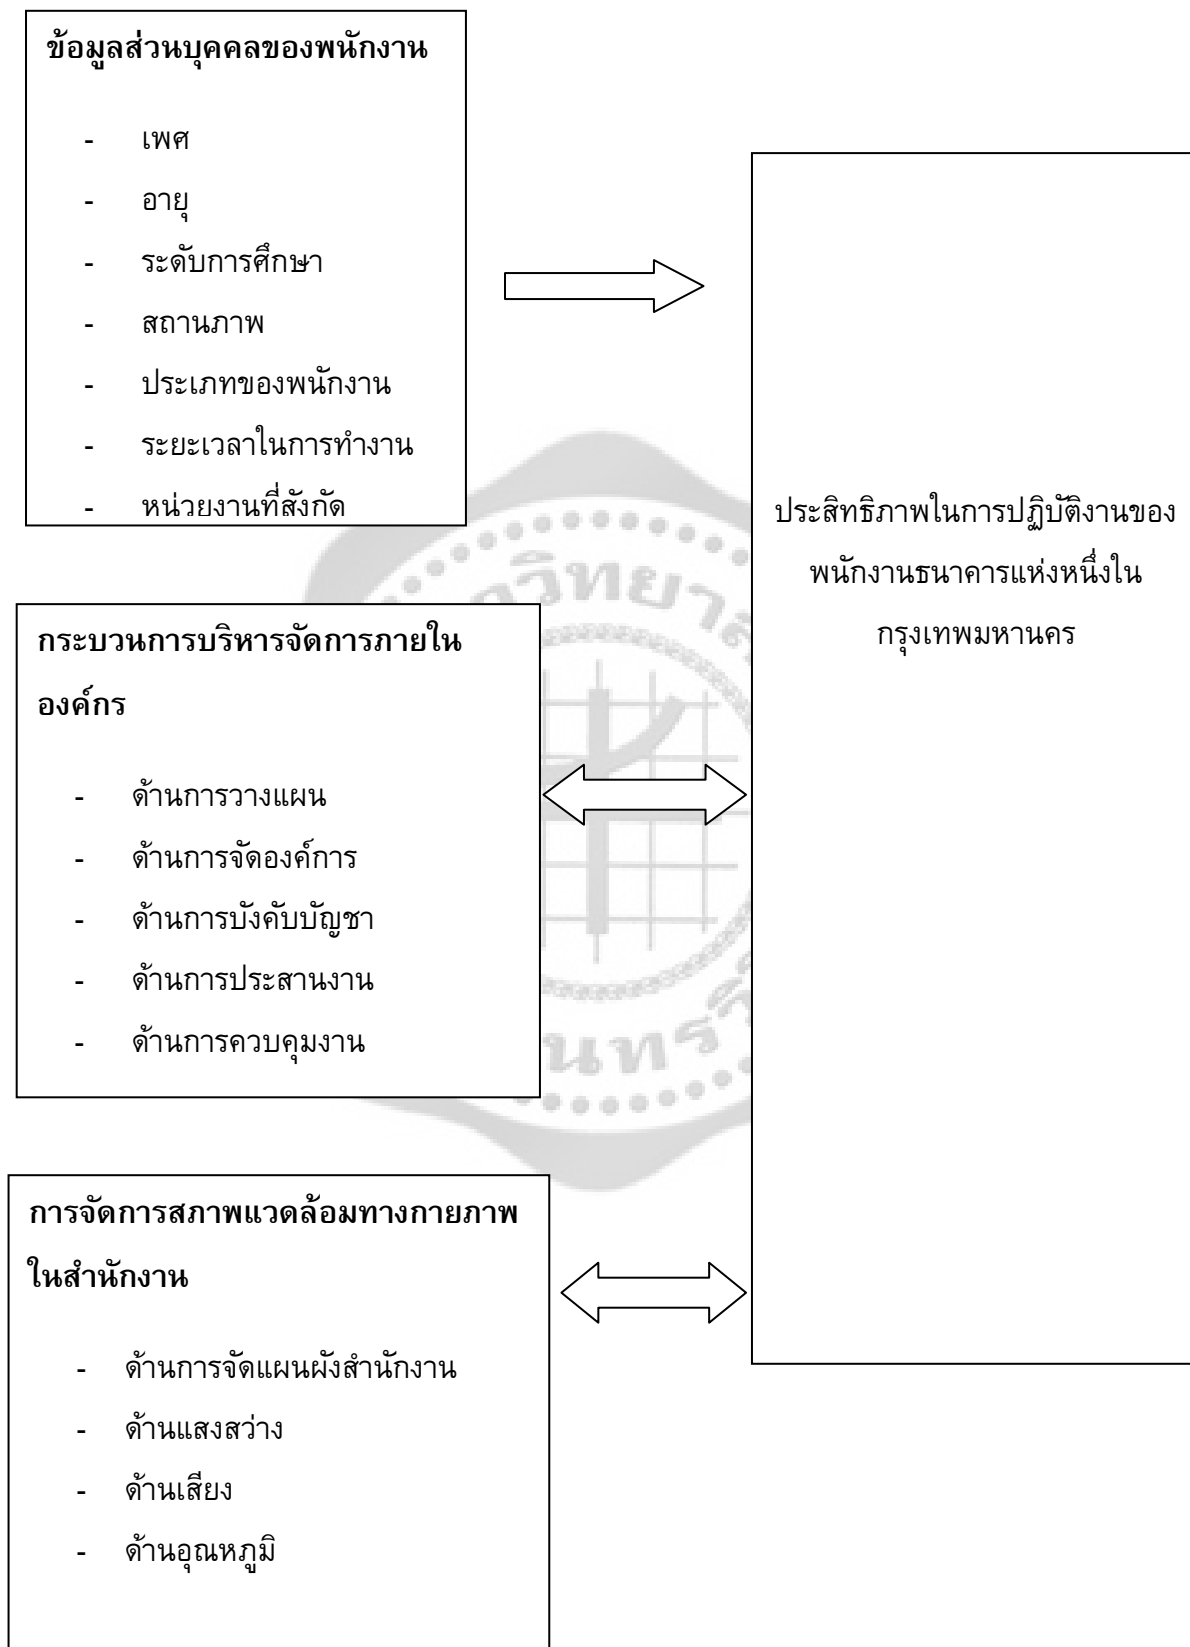 ข้อมูลส่วนบุคคลของพนักงาน
- เพศ
- อายุ
- ระดับการศึกษา
- สถานภาพ
- ประเภทของพนักงาน
- ระยะเวลาในการทำงาน
- หน่วยงานที่สังกัด
กระบวนการบริหารจัดการภายใน
องค์กร
- ด้านการวางแผน
- ด้านการจัดองค์การ
- ด้านการบังคับบัญชา
- ด้านการประสานงาน
- ด้านการควบคุมงาน
การจัดการสภาพแวดล้อมทางกายภาพ
ในสำนักงาน
- ด้านการจัดแผนผังสำนักงาน
- ด้านแสงสว่าง
- ด้านเสียง
- ด้านอุณหภูมิ
ประสิทธิภาพในการปฏิบัติงานของ
พนักงานธนาคารแห่งหนึ่งใน
กรุงเทพมหานคร